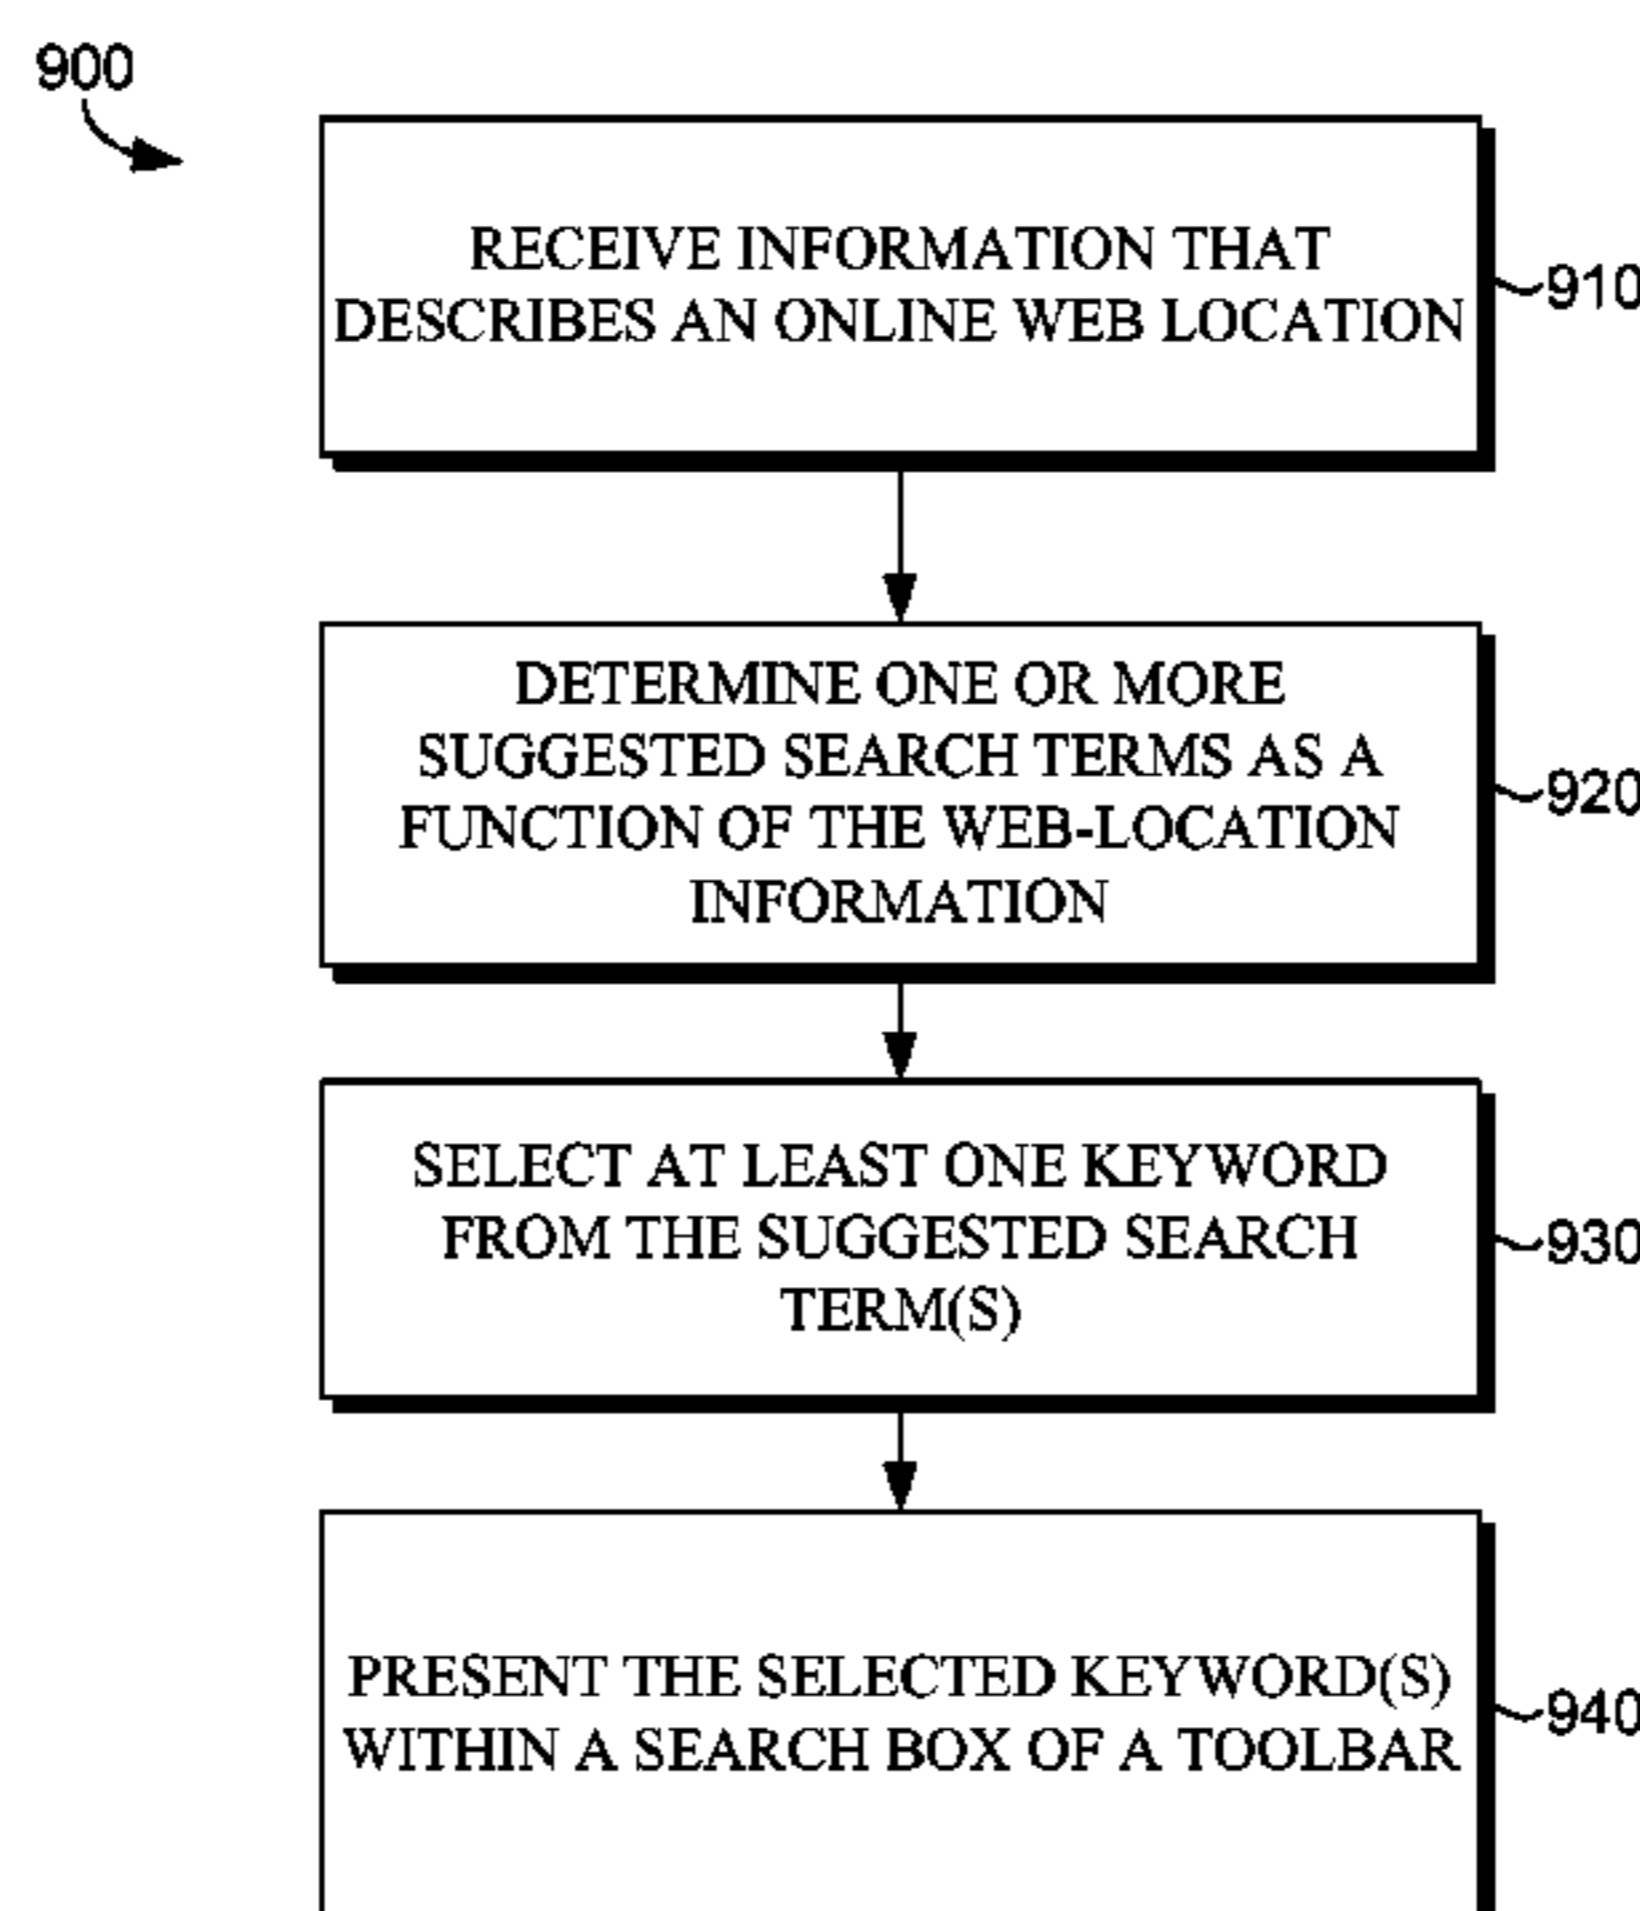 900
RECEIVE INFORMATION THAT
DESCRIBES AN ONLINE WEB LOCATION
910
DETERMINE ONE OR MORE
SUGGESTED SEARCH TERMS AS A
FUNCTION OF THE WEB-LOCATION
INFORMATION
920
SELECT AT LEAST ONE KEYWORD
FROM THE SUGGESTED SEARCH
TERM(S)
930
PRESENT THE SELECTED KEYWORD(S)
WITHIN A SEARCH BOX OF A TOOLBAR
940